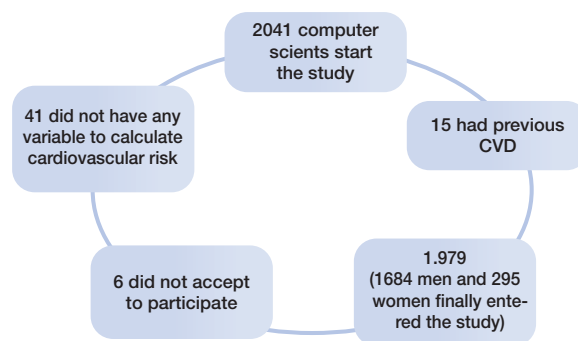 2041 computer
scients start
the study
41 did not have any
variable to calculate
cardiovascular risk
15 had previous
CVD
6 did not accept
to participate
1.979
(1684 men and 295
women finally ente-
red the study)